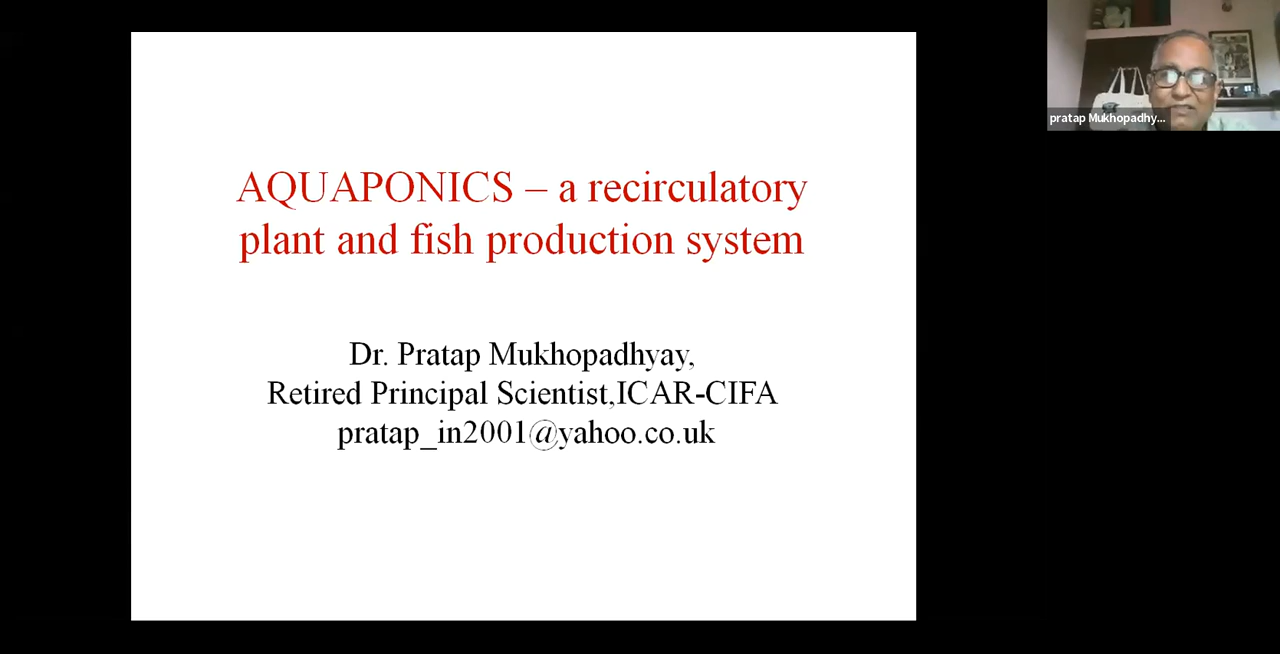 AQUAPONICS – a recirculatory
plant and fish production system
Dr. Pratap Mukhopadhyay,
Retired Principal Scientist,ICAR-CIFA
pratap_in2001@yahoo.co.uk
pratap Mukhopadhy...